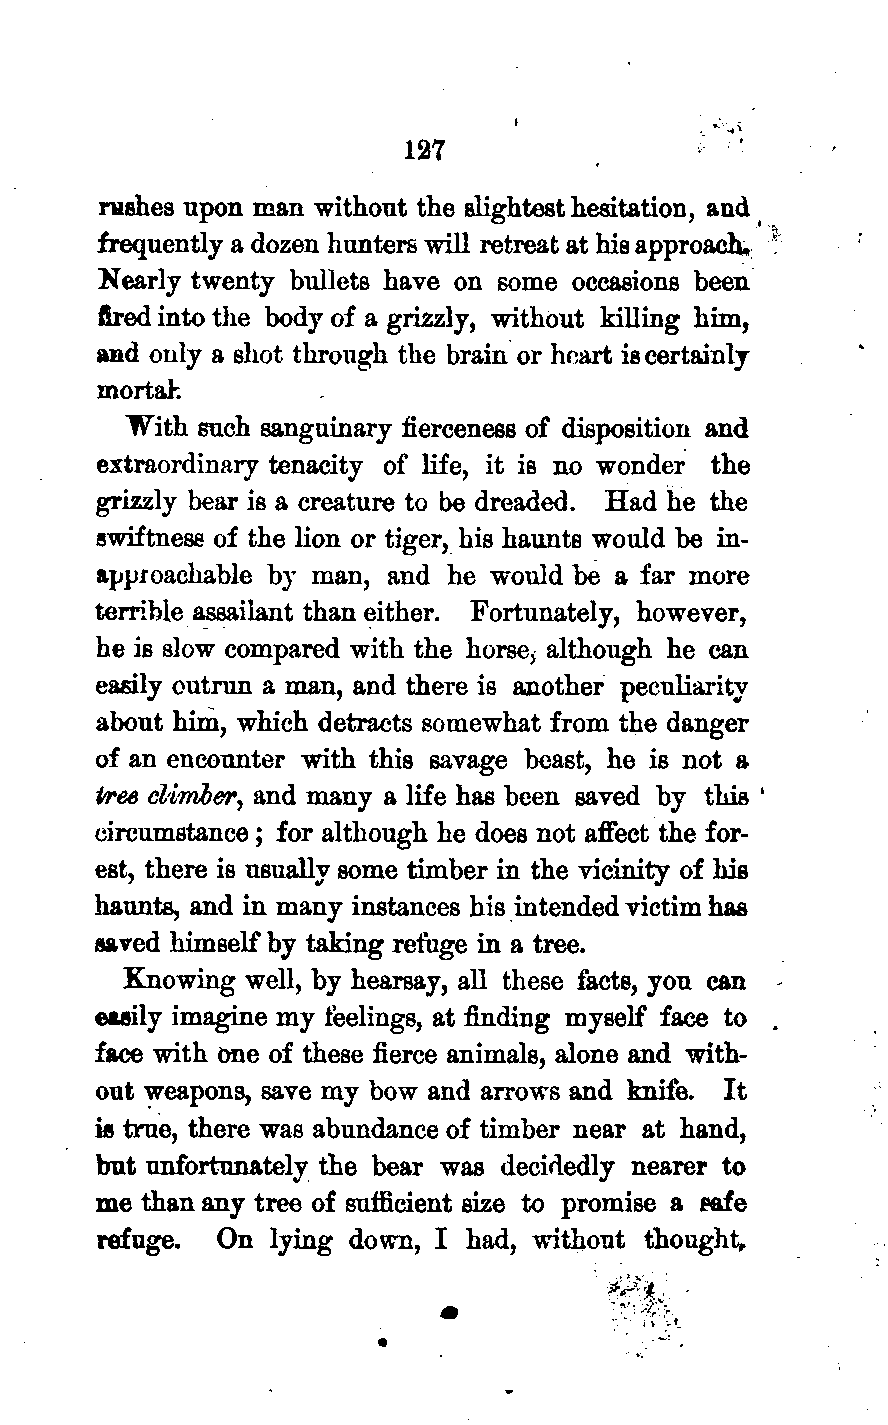 127
rushes upon man without the slightest hesitation, and
frequently a dozen hunters will retreat at his approach.
Nearly twenty bullets have on some occasions been
fired into the body of a grizzly, without killing him,
and only a shot through the brain or heart is certainly
mortal.
With such sanguinary fierceness of disposition and
extraordinary tenacity of life, it is no wonder the
grizzly bear is a creature to be dreaded. Had he the
swiftness of the lion or tiger, his haunts would be in-
approachable by man, and he would be a far more
terrible assailant than either. Fortunately, however,
he is slow compared with the horse, although he can
easily outrun a man, and there is another peculiarity
about him, which detracts somewhat from the danger
of an encounter with this savage beast, he is not a
tree climber, and many a life has been saved by this
circumstance; for although he does not affect the for-
est, there is usually some timber in the vicinity of his
haunts, and in many instances his intended victim has
saved himself by taking refuge in a tree.
Knowing well, by hearsay, all these facts, you can
easily imagine my feelings, at finding myself face to
face with one of these fierce animals, alone and with-
out weapons, save my bow and arrows and knife. It
is true, there was abundance of timber near at hand,
but unfortunately the bear was decidedly nearer to
me than any tree of sufficient size to promise a safe
refuge. On lying down, I had, without thought,